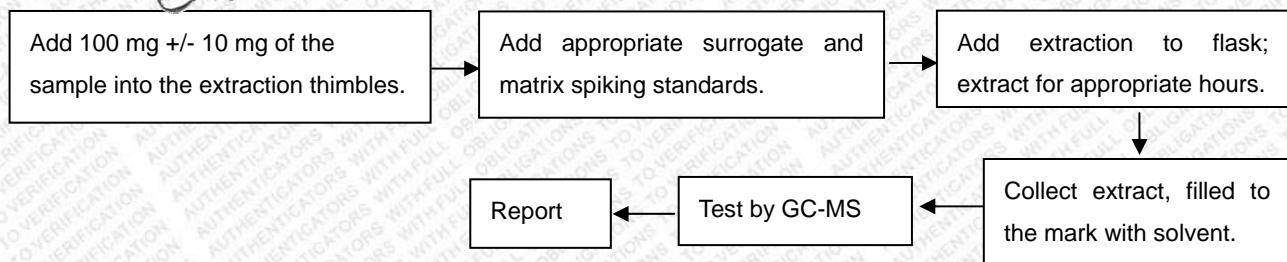 Add 100 mg +/- 10 mg of the
sample into the extraction thimbles.
Add appropriate surrogate and
matrix spiking standards.
Add extraction to flask;
extract for appropriate hours.
Collect extract, filled to
the mark with solvent.
Test by GC-MS
Report